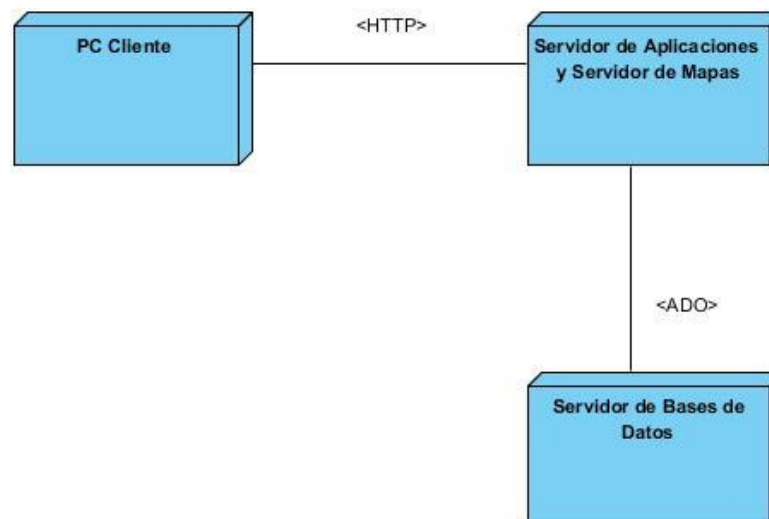 PC Cliente
<HTTP>
Servidor de Aplicaciones
y Servidor de Mapas
<ADO>
Servidor de Bases de
Datos